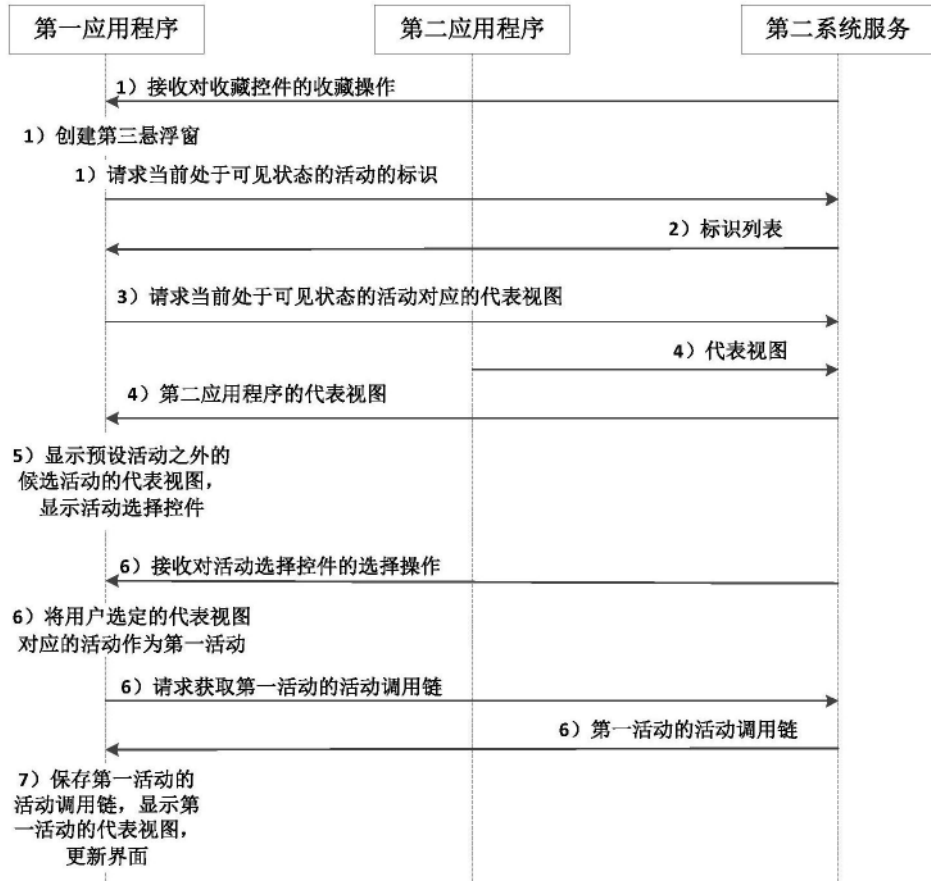 第一应用程序
第二应用程序
第二系统服务
1）接收对收藏控件的收藏操作
1）创建第三悬浮窗
1）请求当前处于可见状态的活动的标识
2）标识列表
3）请求当前处于可见状态的活动对应的代表视图
4）代表视图
4）第二应用程序的代表视图
5）显示预设活动之外的
候选活动的代表视图，
显示活动选择控件
6）接收对活动选择控件的选择操作
6）将用户选定的代表视图
对应的活动作为第一活动
6）请求获取第一活动的活动调用链
6）第一活动的活动调用链
7）保存第一活动的
活动调用链，显示第
一活动的代表视图，
更新界面